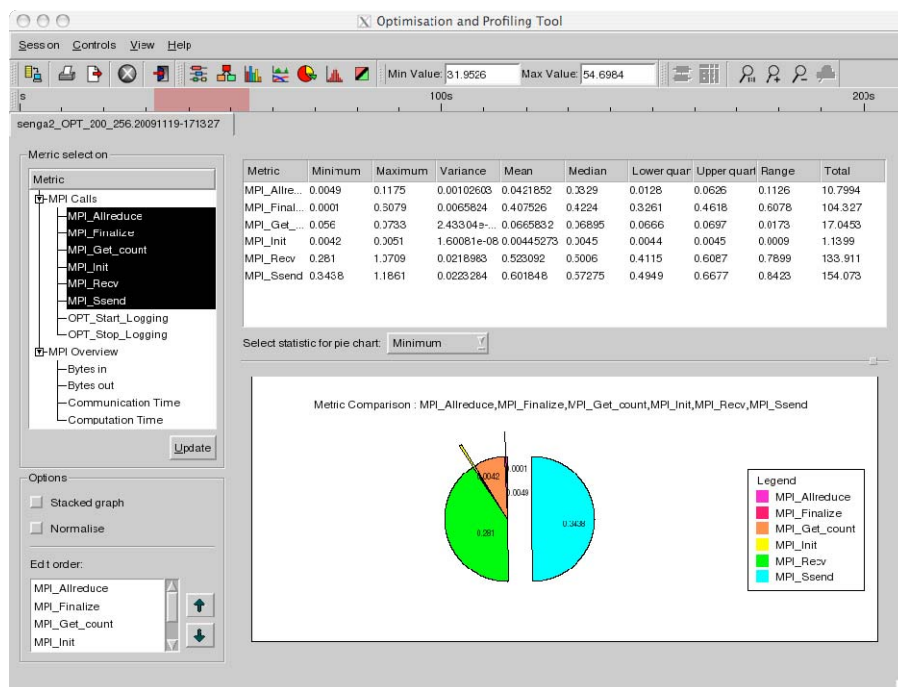 Optimisation and Profiling Tool
Session Controls View Help
Min Value: 31.9526 Max Value: 54.6984
s 100s 200s
senga2_OPT_200_256.20091119-171327
Metric selection
Metric
MPI Calls
MPI_Allreduce
MPI_Finalize
MPI_Get_count
MPI_Init
MPI_Recv
MPI_Ssend
OPT_Start_Logging
OPT_Stop_Logging
MPI Overview
Bytes in
Bytes out
Communication Time
Computation Time
Update
Options
Stacked graph
Normalise
Edit order:
MPI_Allreduce
MPI_Finalize
MPI_Get_count
MPI_Init
Metric Minimum Maximum Variance Mean Median Lower quar Upper quart Range Total
MPI_Allre... 0.0049 0.1175 0.00102603 0.0421852 0.0329 0.0128 0.0626 0.1126 10.7994
MPI_Final... 0.0001 0.6079 0.0065824 0.407526 0.4224 0.3261 0.4618 0.6078 104.327
MPI_Get_... 0.056 0.0733 2.43304e-... 0.0665832 0.06895 0.0666 0.0697 0.0173 17.0453
MPI_Init 0.0042 0.0051 1.60081e-08 0.00445273 0.0045 0.0044 0.0045 0.0009 1.1399
MPI_Recv 0.281 1.0709 0.0218983 0.523092 0.5006 0.4115 0.6087 0.7899 133.911
MPI_Ssend 0.3438 1.1861 0.0223284 0.601848 0.57275 0.4949 0.6677 0.8423 154.073
Select statistic for pie chart: Minimum
Metric Comparison : MPI_Allreduce,MPI_Finalize,MPI_Get_count,MPI_Init,MPI_Recv,MPI_Ssend
0.0001
0.0042
0.0049
0.281
0.3438
Legend
MPI_Allreduce
MPI_Finalize
MPI_Get_count
MPI_Init
MPI_Recv
MPI_Ssend